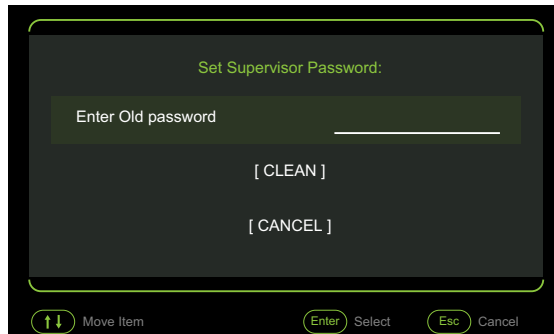 Set Supervisor Password:
Enter Old password
[ CLEAN ]
[ CANCEL ]
↑↓ Move Item Enter Select Esc Cancel